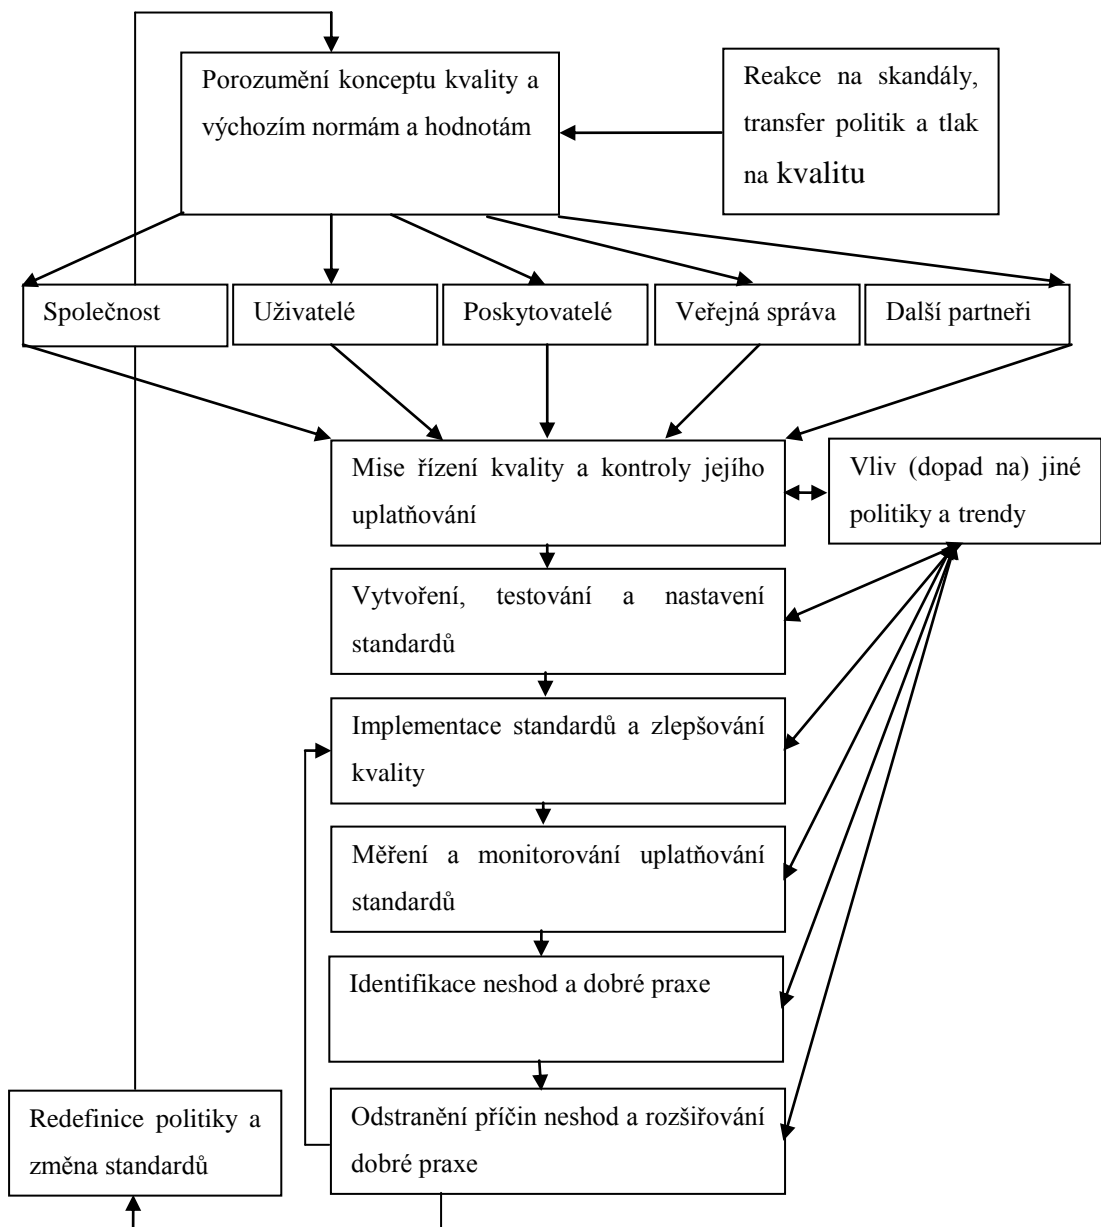 Porozumění konceptu kvality a
výchozím normám a hodnotám
Reakce na skandály,
transfer politik a tlak
na kvalitu
Společnost
Uživatelé
Poskytovatelé
Veřejná správa
Další partneři
Mise řízení kvality a kontroly jejího
uplatňování
Vliv (dopad na) jiné
politiky a trendy
Vytvoření, testování a nastavení
standardů
Implementace standardů a zlepšování
kvality
Měření a monitorování uplatňování
standardů
Identifikace neshod a dobré praxe
Odstranění příčin neshod a rozšiřování
dobré praxe
Redefinice politiky a
změna standardů